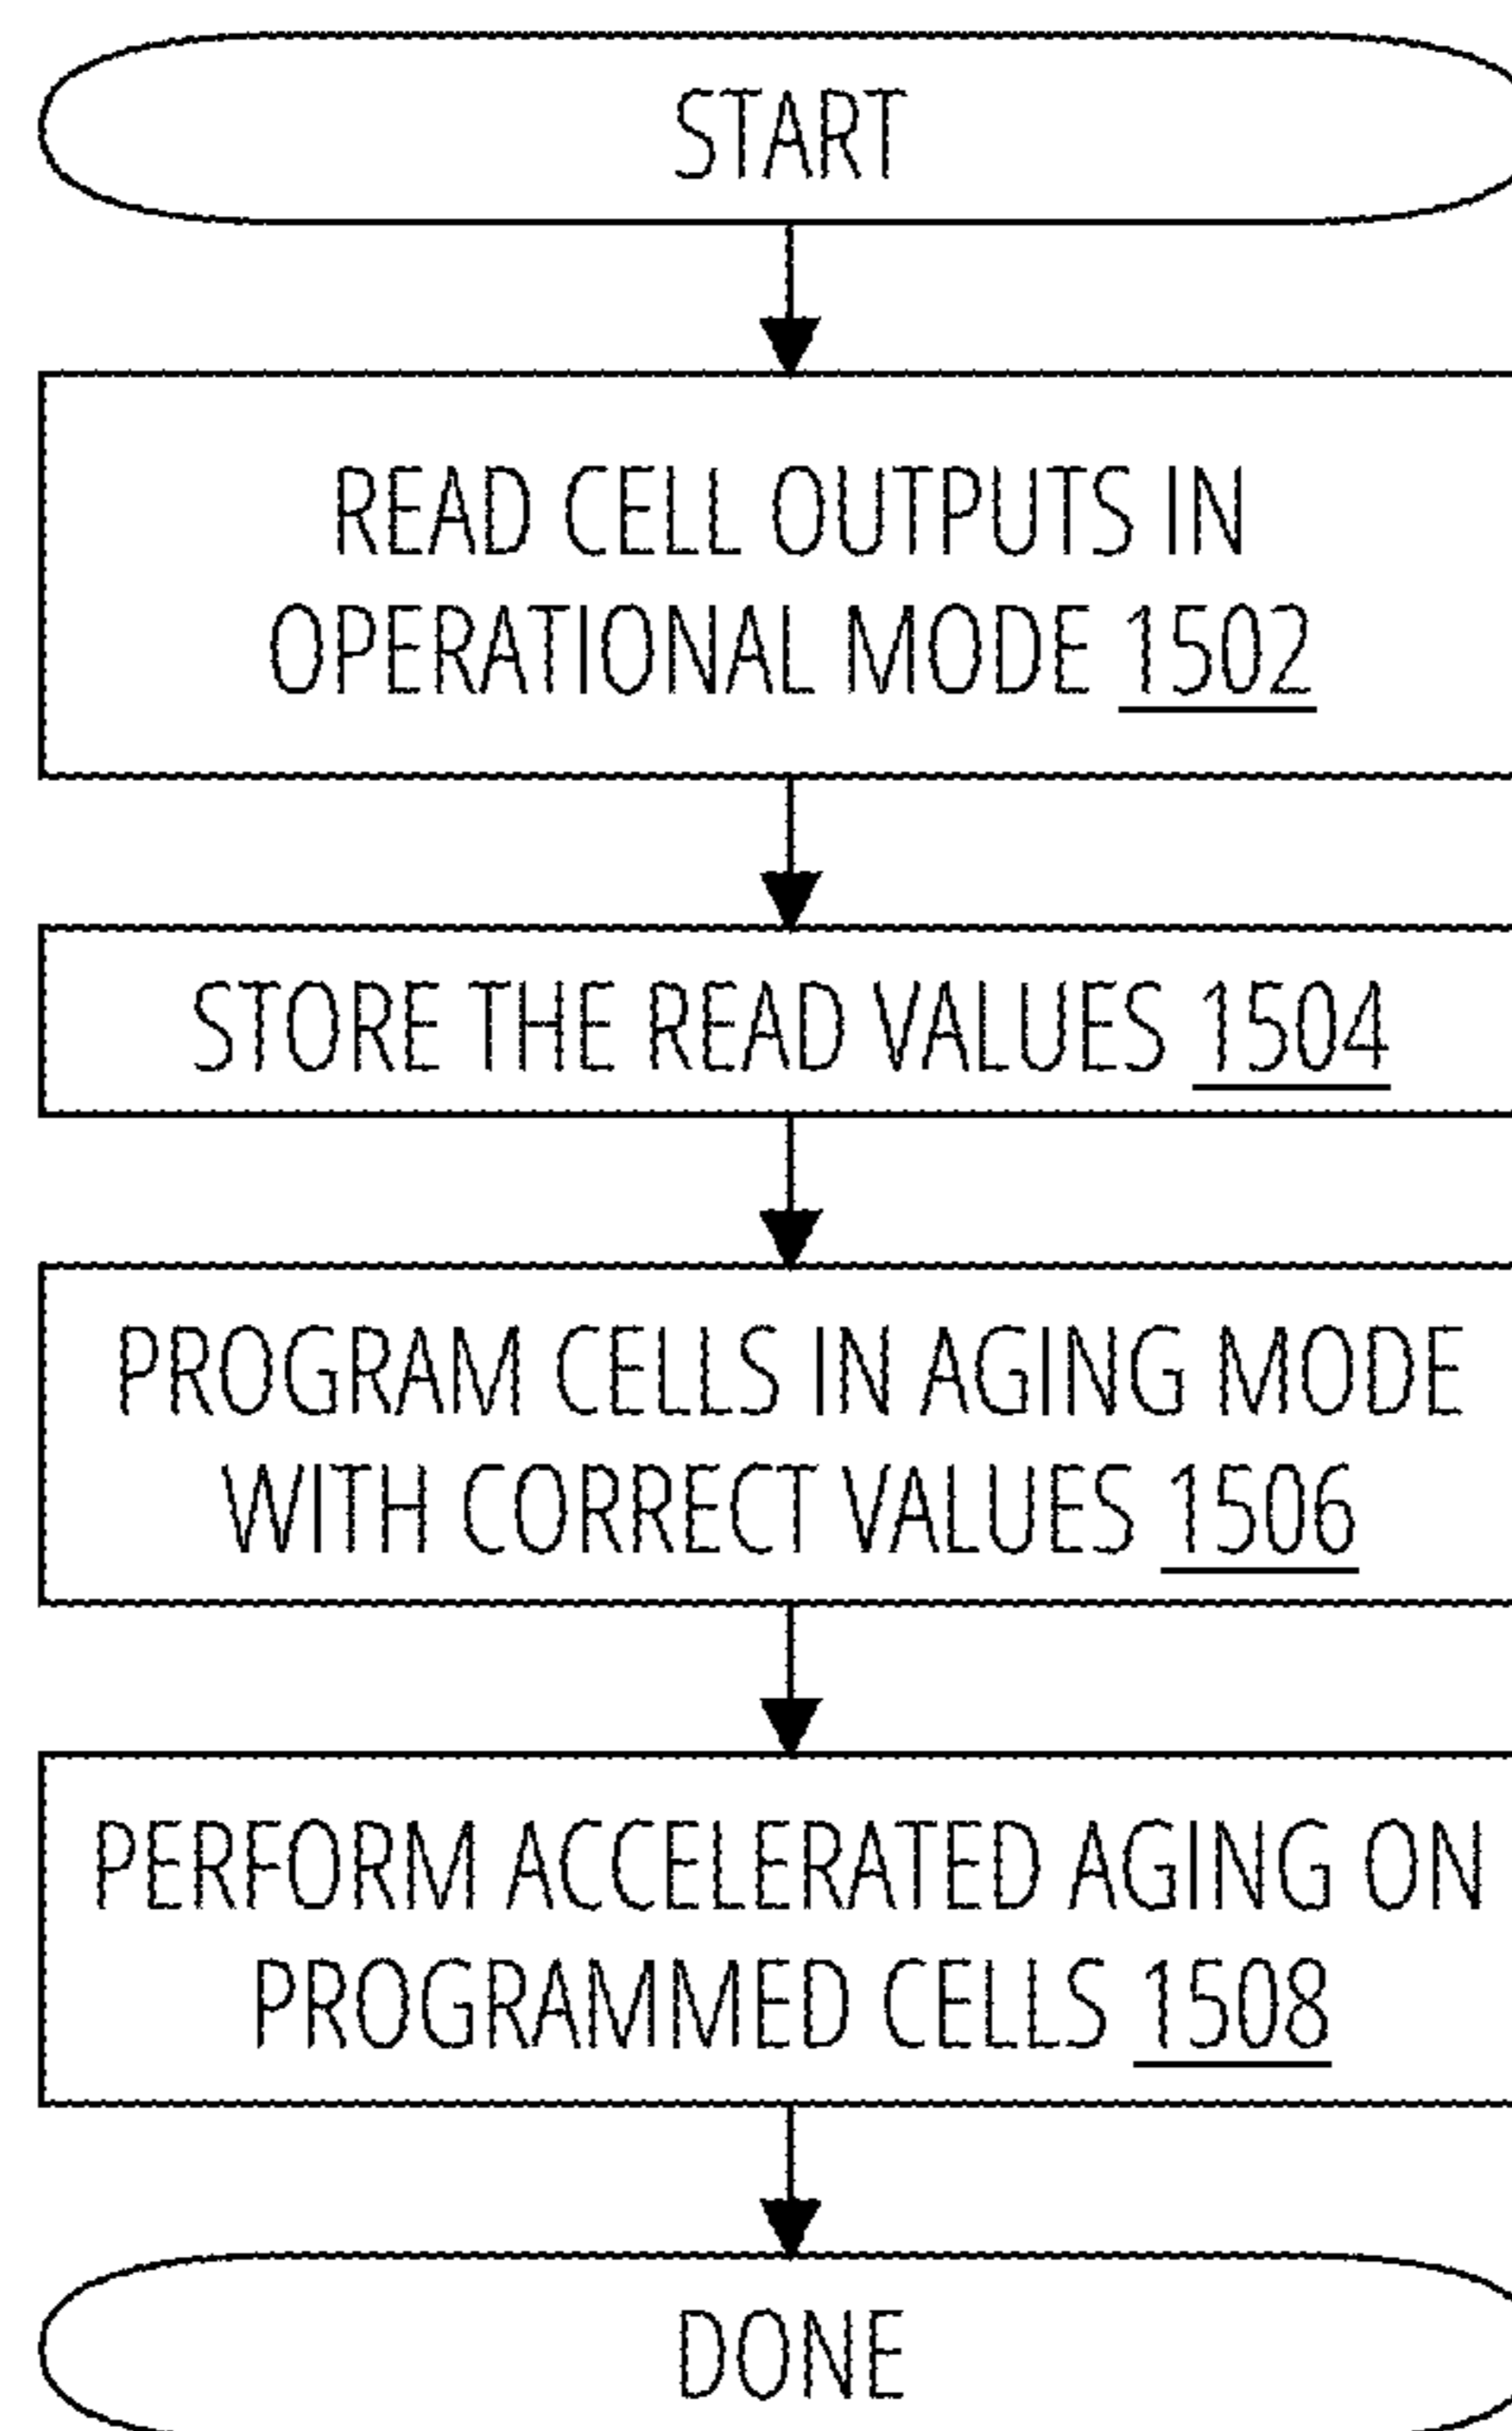 START
READ CELL OUTPUTS IN
OPERATIONAL MODE 1502
STORE THE READ VALUES 1504
PROGRAM CELLS IN AGING MODE
WITH CORRECT VALUES 1506
PERFORM ACCELERATED AGING ON
PROGRAMMED CELLS 1508
DONE